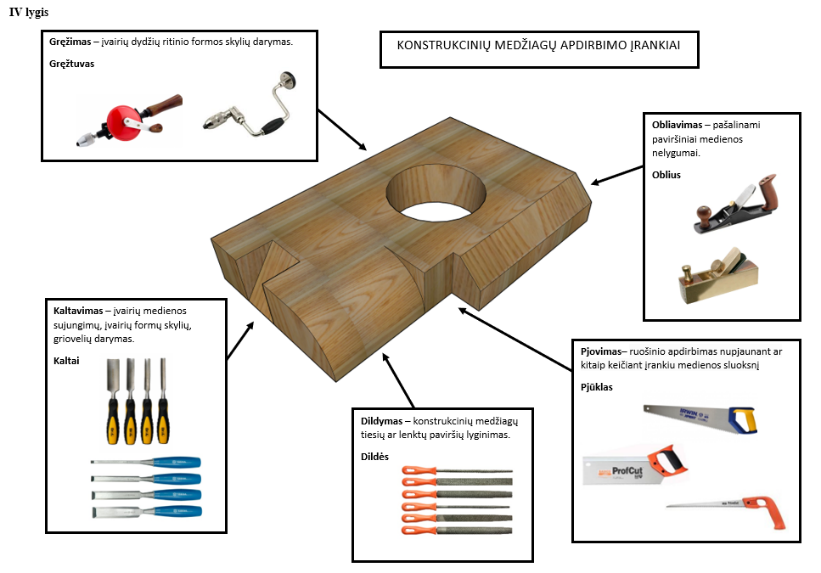 IV lygis
Gręžimas – įvairių dydžių ritinio formos skylių darymas.
Gręžtuvas
KONSTRUKCINIŲ MEDŽIAGŲ APDIRBIMO ĮRANKIAI
Obliavimas – pašalinami
paviršiniai medienos
nelygumai.
Oblius
Kaltavimas – įvairių medienos
sujungimų, įvairių formų skylių,
griovelių darymas.
Kaltai
Dildymas – konstrukcinių medžiagų
tiesių ar lenktų paviršių lyginimas.
Dildės
Pjovimas– ruošinio apdirbimas nupjaunant ar
kitaip keičiant įrankiu medienos sluoksnį
Pjūklas
IRWIN
ProfCut